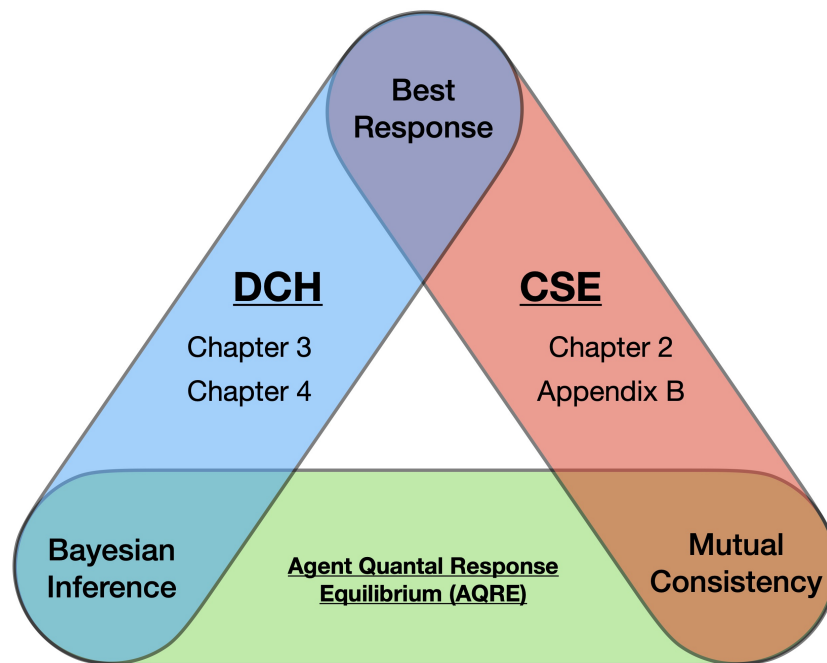 Best
Response
DCH
CSE
Chapter 3
Chapter 2
Chapter 4
Appendix B
Bayesian
Inference
Agent Quantal Response
Equilibrium (AQRE)
Mutual
Consistency